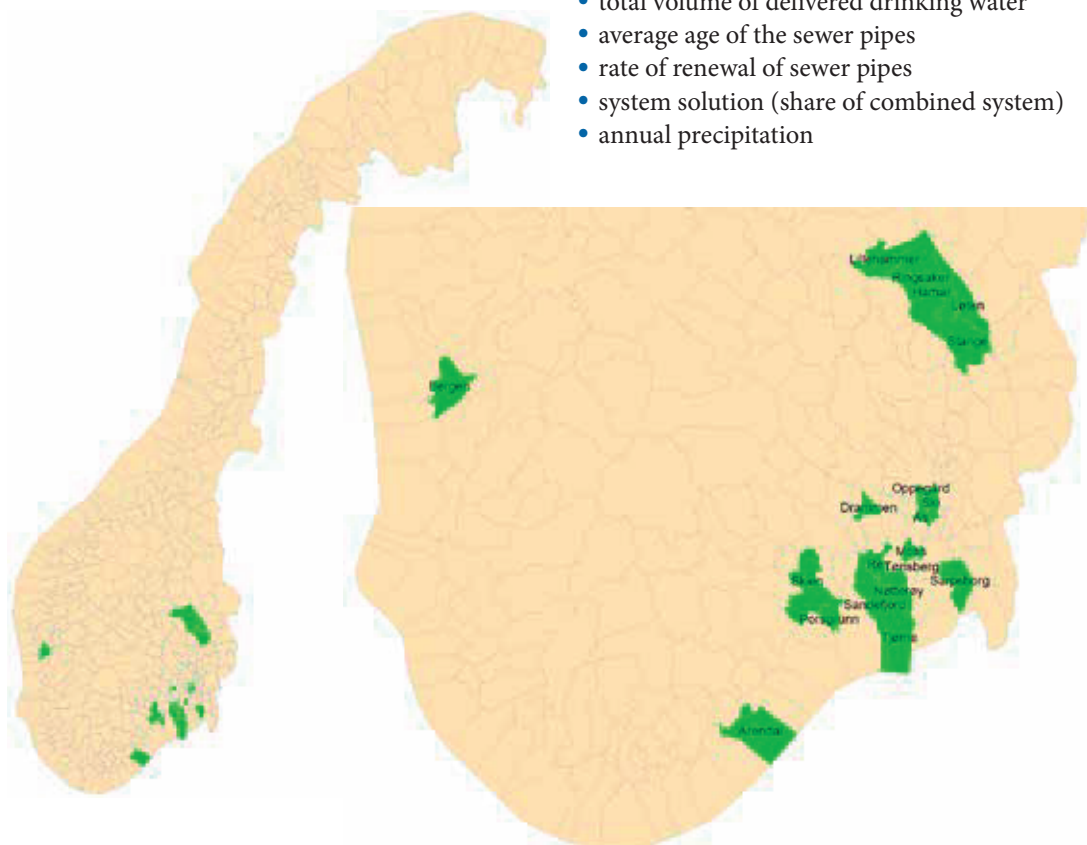 • total volume of delivered drinking water
• average age of the sewer pipes
• rate of renewal of sewer pipes
• system solution (share of combined system)
• annual precipitation
Lillehammer
Ringsaker
Hamar
Løten
Stange
Bergen
Oppegård
Ski
Drammen
Ås
Moss
Re
Tønsberg
Skien
Sarpsborg
Nøtterøy
Sandefjord
Porsgrunn
Tjøme
Arendal